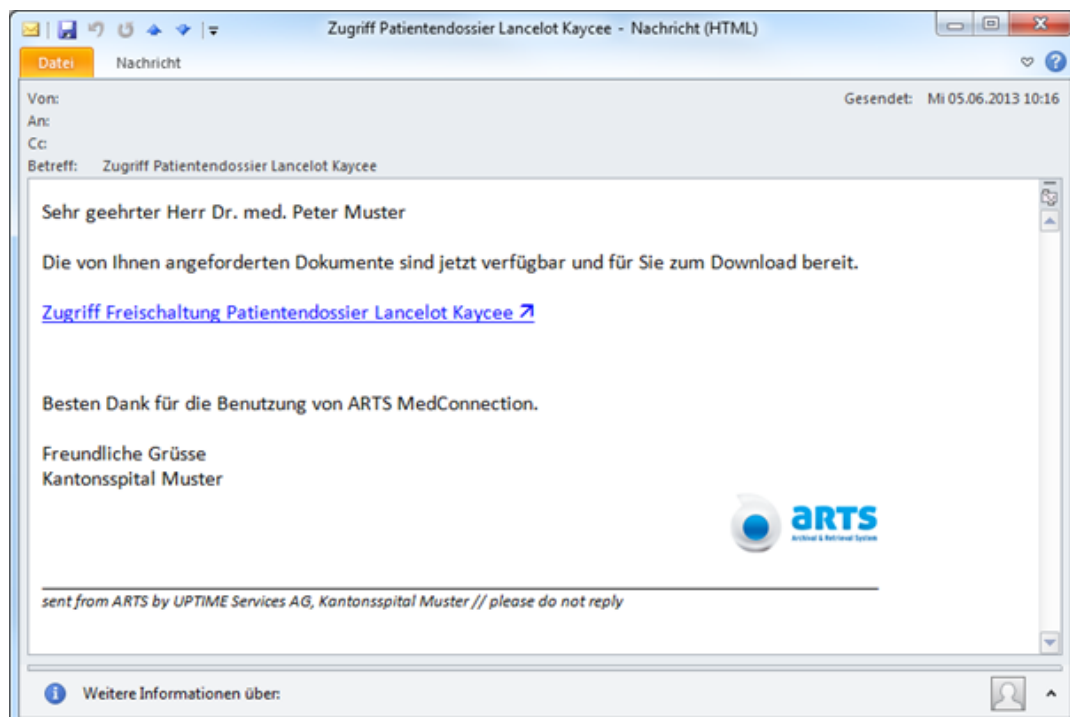 Zugriff Patientendossier Lancelot Kaycee - Nachricht (HTML)
Datei Nachricht
Von: Gesendet: Mi 05.06.2013 10:16
An:
Cc:
Betreff: Zugriff Patientendossier Lancelot Kaycee
Sehr geehrter Herr Dr. med. Peter Muster
Die von Ihnen angeforderten Dokumente sind jetzt verfügbar und für Sie zum Download bereit.
Zugriff Freischaltung Patientendossier Lancelot Kaycee
Besten Dank für die Benutzung von ARTS MedConnection.
Freundliche Grüsse
Kantonsspital Muster
aRTS
Archival & Retrieval System
sent from ARTS by UPTIME Services AG, Kantonsspital Muster // please do not reply
Weitere Informationen über: